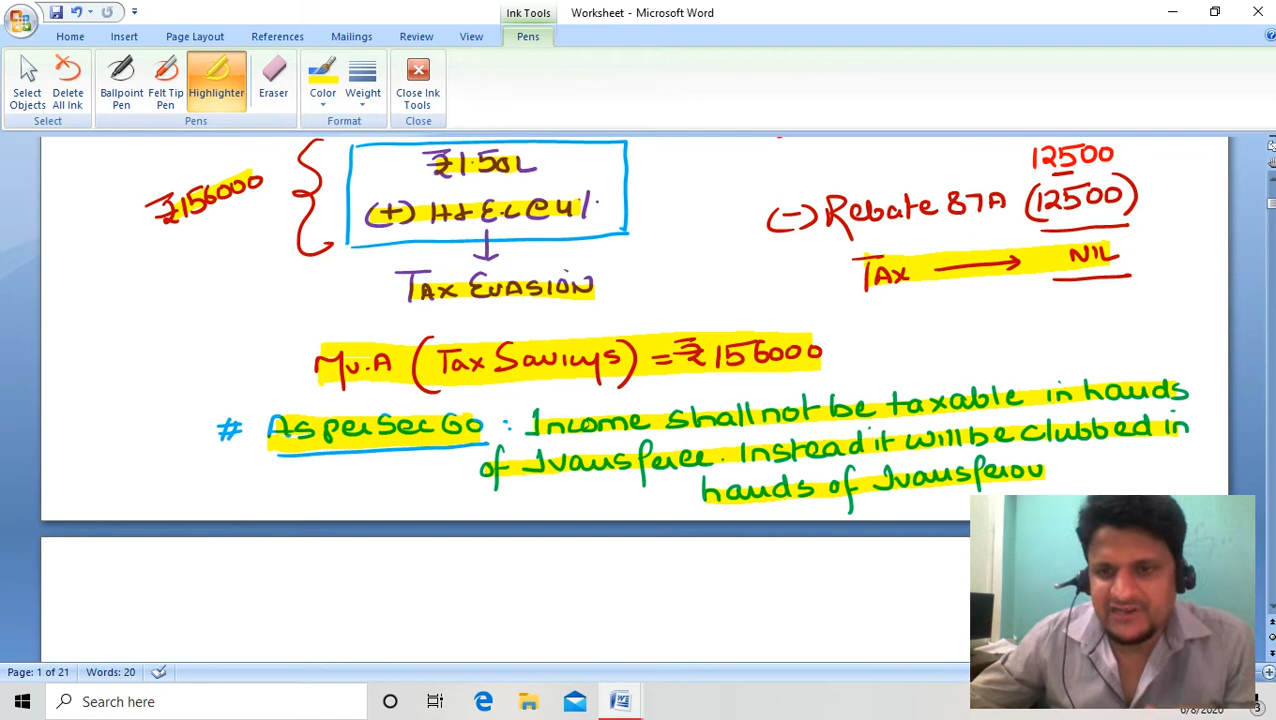 Ink Tools
Worksheet - Microsoft Word
Home Insert Page Layout References Mailings Review View Pens
Select Objects
Delete All Ink
Ballpoint Pen
Felt Tip Pen
Highlighter
Eraser
Color
Weight
Close Ink Tools
Select
Pens
Format
Close
₹156000
₹1.50L
(+) H&EC@4%
Tax Evasion
12500
(-) Rebate 87A (12500)
Tax → NIL
Mr.A (Tax Savings) = ₹156000
# As per Sec 60 : Income shall not be taxable in hands
of Transferee. Instead it will be clubbed in
hands of Transferor
Page: 1 of 21 Words: 20
Search here
6/8/2020